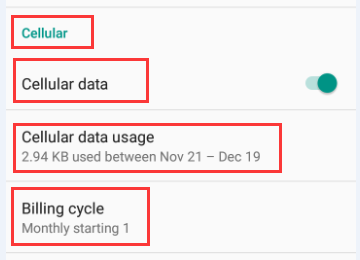 Cellular
Cellular data
Cellular data usage
2.94 KB used between Nov 21 – Dec 19
Billing cycle
Monthly starting 1